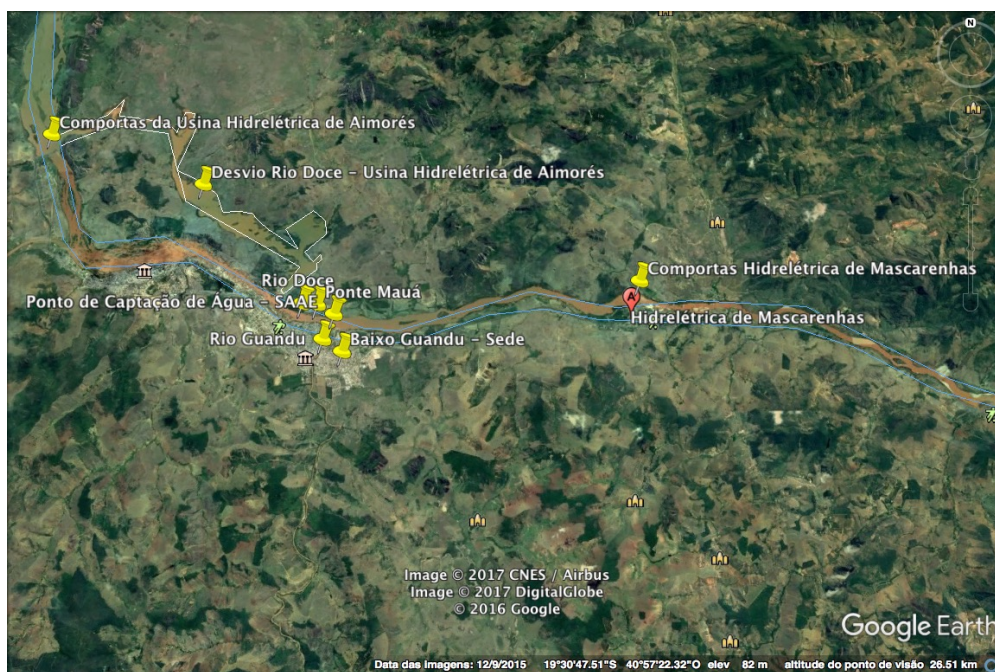 N
Comportas da Usina Hidrelétrica de Aimorés
Desvio Rio Doce – Usina Hidrelétrica de Aimorés
Comportas Hidrelétrica de Mascarenhas
Rio Doce
Ponte Mauá
Ponto de Captação de Água – SAAE
A
Hidrelétrica de Mascarenhas
Rio Guandu
Baixo Guandu – Sede
Image © 2017 CNES / Airbus
Image © 2017 DigitalGlobe
© 2016 Google
Google Earth
Data das imagens: 12/9/2015 19°30'47.51"S 40°57'22.32"O elev 82 m altitude do ponto de visão 26.51 km